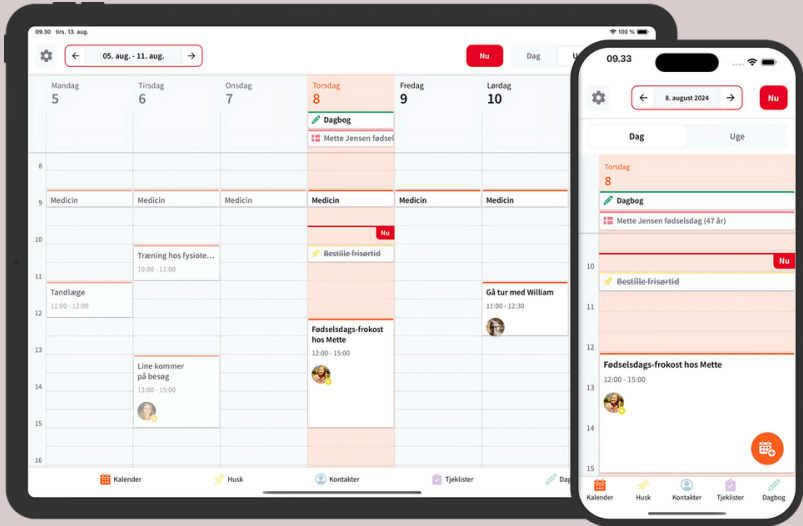 09.30 tirs. 13. aug.
100 %
05. aug. - 11. aug.
Nu
Dag
Mandag
5
Tirsdag
6
Onsdag
7
Torsdag
8
Fredag
9
Lørdag
10
Dagbog
Mette Jensen fødsel
8
9
Medicin
Medicin
Medicin
Medicin
Medicin
Medicin
Nu
10
Træning hos fysiote...
10:00 - 11:00
Bestille frisørtid
11
Tandlæge
11:00 - 12:00
Gå tur med William
11:00 - 12:30
12
Fødselsdags-frokost
hos Mette
12:00 - 15:00
13
Line kommer
på besøg
13:00 - 15:00
14
15
16
Kalender
Husk
Kontakter
Tjeklister
09.33
8. august 2024
Nu
Dag
Uge
Torsdag
8
Dagbog
Mette Jensen fødselsdag (47 år)
Nu
10
Bestille frisørtid
11
12
Fødselsdags-frokost hos Mette
12:00 - 15:00
13
14
15
Kalender
Husk
Kontakter
Tjeklister
Dagbog